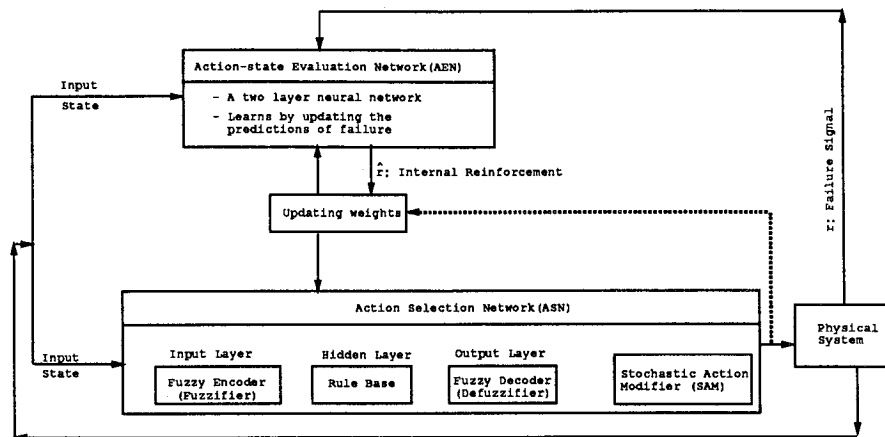 Action-state Evaluation Network(AEN)
- A two layer neural network
- Learns by updating the
predictions of failure
Input
State
r̂: Internal Reinforcement
r: Failure Signal
Updating weights
Action Selection Network(ASN)
Physical
System
Input
State
Input Layer
Hidden Layer
Output Layer
Fuzzy Encoder
(Fuzzifier)
Rule Base
Fuzzy Decoder
(Defuzzifier)
Stochastic Action
Modifier (SAM)